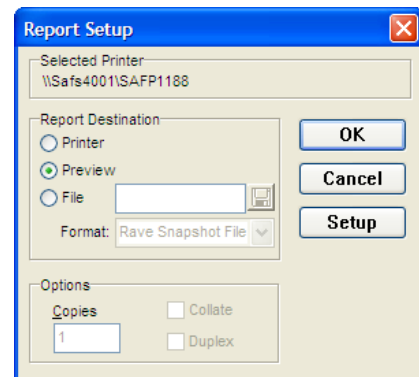 Report Setup
Selected Printer
\\Safs4001\SAFP1188
Report Destination
Printer
Preview
File
Format: Rave Snapshot File
OK
Cancel
Setup
Options
Copies
1
Collate
Duplex